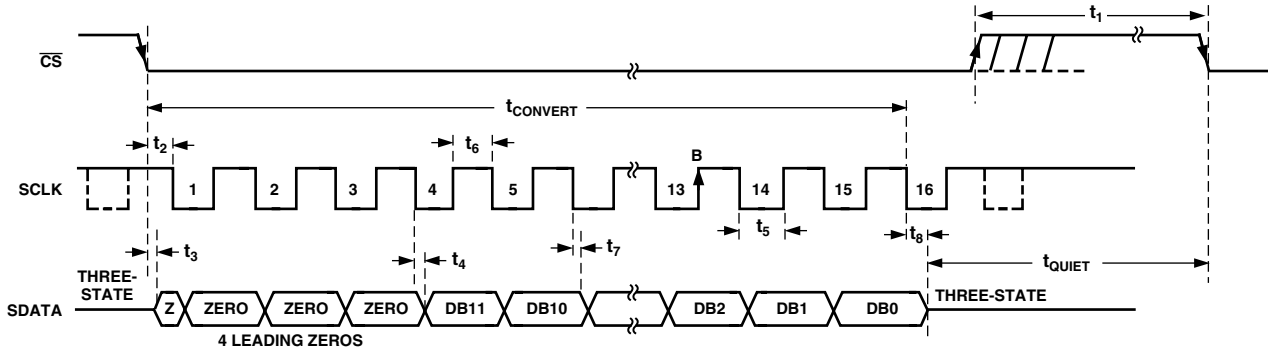 t1
CS
tCONVERT
t2
t6
B
SCLK
1 2 3 4 5 13 14 15 16
t3
t4
t7
t5
t8
tQUIET
THREE-
STATE
THREE-STATE
SDATA
Z ZERO ZERO ZERO DB11 DB10 DB2 DB1 DB0
4 LEADING ZEROS